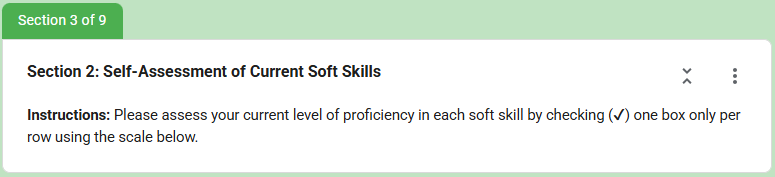 Section 3 of 9
Section 2: Self-Assessment of Current Soft Skills
Instructions: Please assess your current level of proficiency in each soft skill by checking (✓) one box only per
row using the scale below.